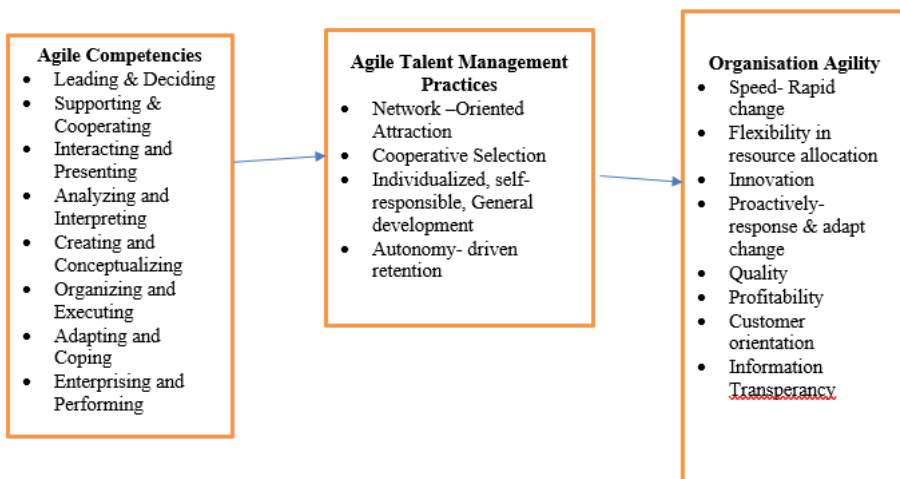 Agile Competencies
• Leading & Deciding
• Supporting &
Cooperating
• Interacting and
Presenting
• Analyzing and
Interpreting
• Creating and
Conceptualizing
• Organizing and
Executing
• Adapting and
Coping
• Enterprising and
Performing
Agile Talent Management
Practices
• Network –Oriented
Attraction
• Cooperative Selection
• Individualized, self-
responsible, General
development
• Autonomy- driven
retention
Organisation Agility
• Speed- Rapid
change
• Flexibility in
resource allocation
• Innovation
• Proactively-
response & adapt
change
• Quality
• Profitability
• Customer
orientation
• Information
Transperancy